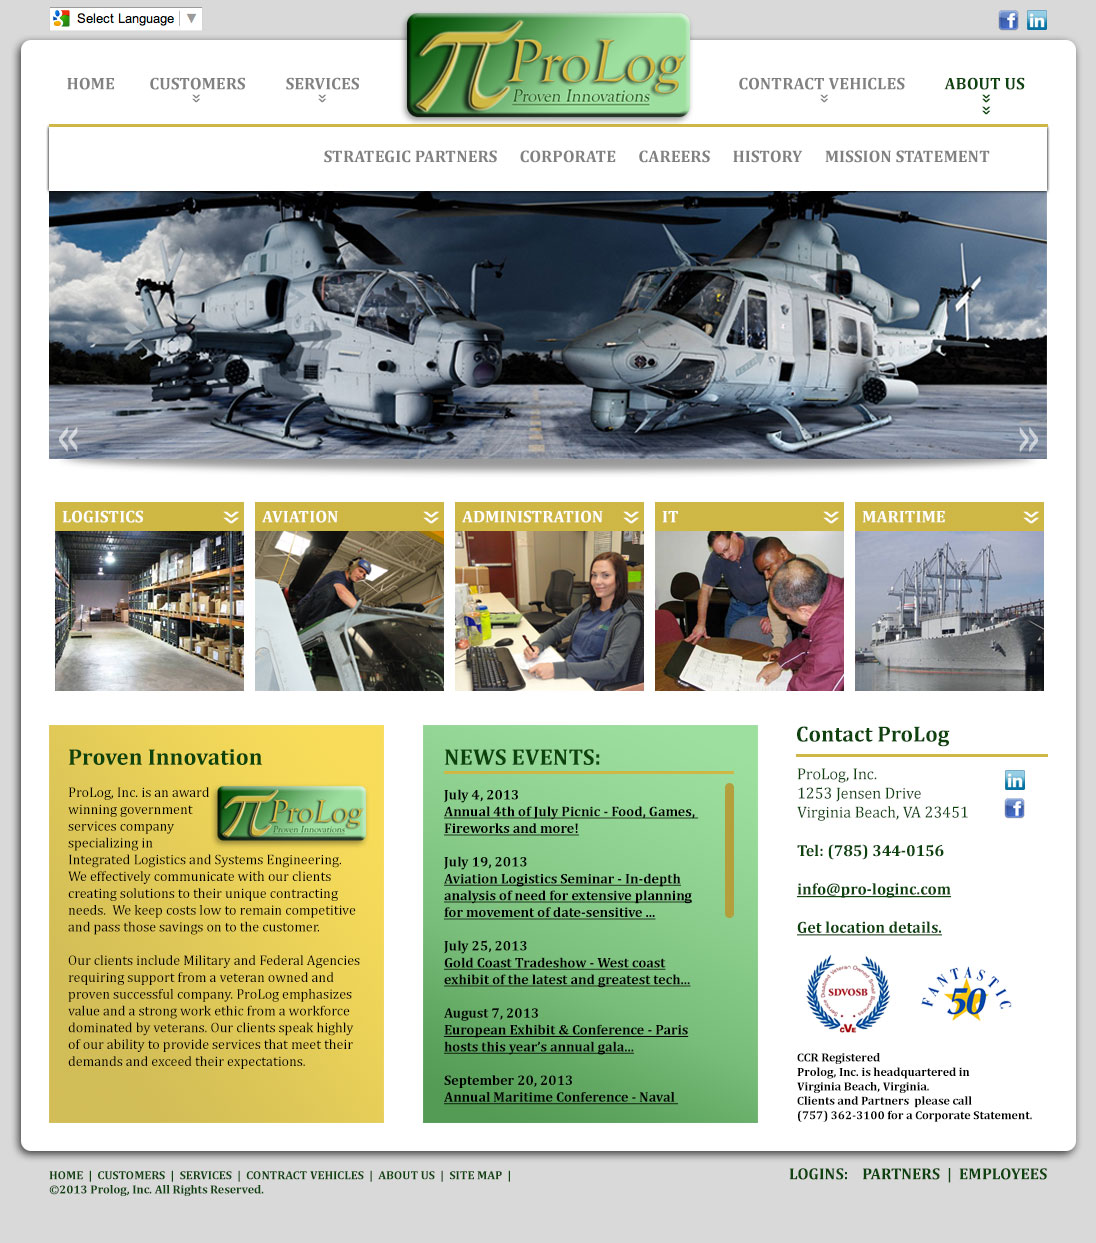 Select Language
HOME
CUSTOMERS
SERVICES
π ProLog
Proven Innovations
CONTRACT VEHICLES
ABOUT US
STRATEGIC PARTNERS
CORPORATE
CAREERS
HISTORY
MISSION STATEMENT
LOGISTICS
AVIATION
ADMINISTRATION
IT
MARITIME
Proven Innovation
π ProLog
Proven Innovations
ProLog, Inc. is an award
winning government
services company
specializing in
Integrated Logistics and Systems Engineering.
We effectively communicate with our clients
creating solutions to their unique contracting
needs.  We keep costs low to remain competitive
and pass those savings on to the customer.
Our clients include Military and Federal Agencies
requiring support from a veteran owned and
proven successful company. ProLog emphasizes
value and a strong work ethic from a workforce
dominated by veterans. Our clients speak highly
of our ability to provide services that meet their
demands and exceed their expectations.
NEWS EVENTS:
July 4, 2013
Annual 4th of July Picnic - Food, Games,
Fireworks and more!
July 19, 2013
Aviation Logistics Seminar - In-depth
analysis of need for extensive planning
for movement of date-sensitive ...
July 25, 2013
Gold Coast Tradeshow - West coast
exhibit of the latest and greatest tech...
August 7, 2013
European Exhibit & Conference - Paris
hosts this year's annual gala...
September 20, 2013
Annual Maritime Conference - Naval
Contact ProLog
ProLog, Inc.
1253 Jensen Drive
Virginia Beach, VA 23451
Tel: (785) 344-0156
info@pro-loginc.com
Get location details.
Service Disabled Veteran Owned Small Business
SDVOSB
CVE
FANTASTIC
50
CCR Registered
Prolog, Inc. is headquartered in
Virginia Beach, Virginia.
Clients and Partners  please call
(757) 362-3100 for a Corporate Statement.
HOME | CUSTOMERS | SERVICES | CONTRACT VEHICLES | ABOUT US | SITE MAP |
©2013 Prolog, Inc. All Rights Reserved.
LOGINS: PARTNERS | EMPLOYEES